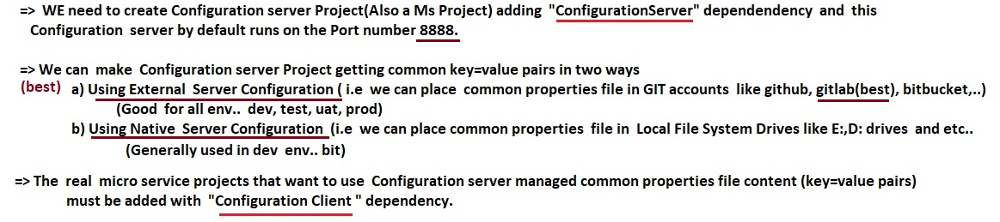 => WE need to create Configuration server Project(Also a Ms Project) adding "ConfigurationServer" dependendency and this
Configuration server by default runs on the Port number 8888.
=> We can make Configuration server Project getting common key=value pairs in two ways
(best) a) Using External Server Configuration ( i.e we can place common properties file in GIT accounts like github, gitlab(best), bitbucket,..)
(Good for all env.. dev, test, uat, prod)
b) Using Native Server Configuration (i.e we can place common properties file in Local File System Drives like E:,D: drives and etc..
(Generally used in dev env.. bit)
=> The real micro service projects that want to use Configuration server managed common properties file content (key=value pairs)
must be added with "Configuration Client " dependency.